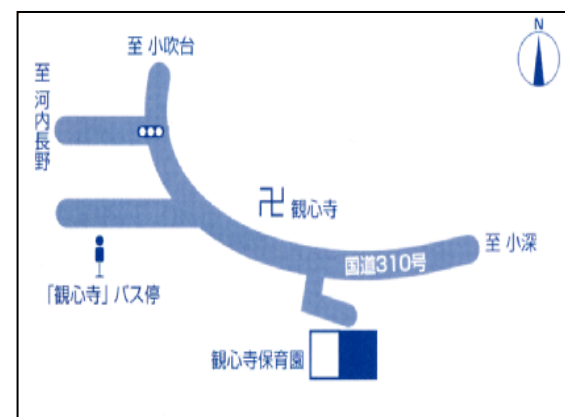 N
至 小吹台
至 河内長野
卍 観心寺
至 小深
国道310号
「観心寺」バス停
観心寺保育園